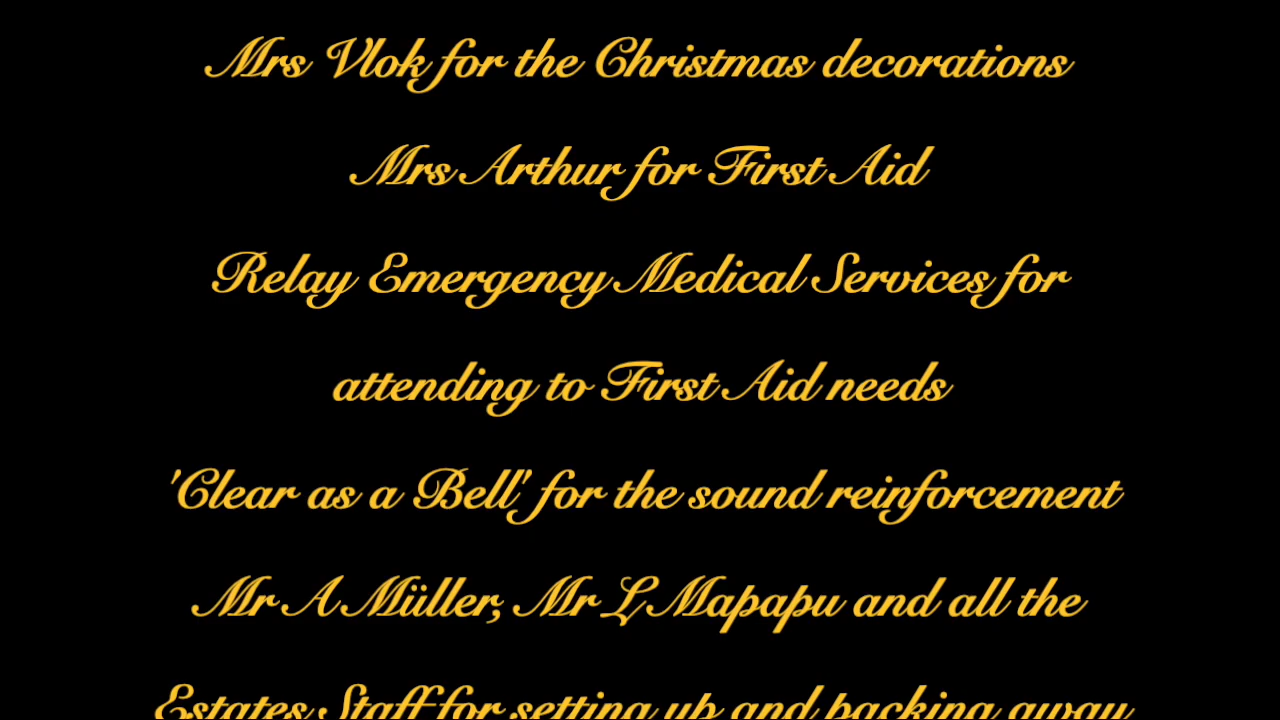 Mrs Vlok for the Christmas decorations
Mrs Arthur for First Aid
Relay Emergency Medical Services for
attending to First Aid needs
'Clear as a Bell' for the sound reinforcement
Mr A Müller, Mr L Mapapu and all the
Estates Staff for setting up and packing away